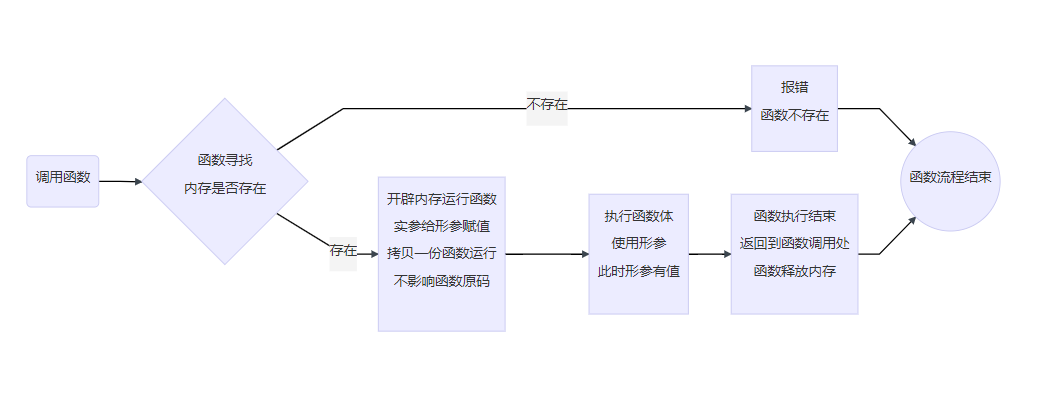 调用函数
函数寻找
内存是否存在
不存在
报错
函数不存在
存在
开辟内存运行函数
实参给形参赋值
拷贝一份函数运行
不影响函数原码
执行函数体
使用形参
此时形参有值
函数执行结束
返回到函数调用处
函数释放内存
函数流程结束